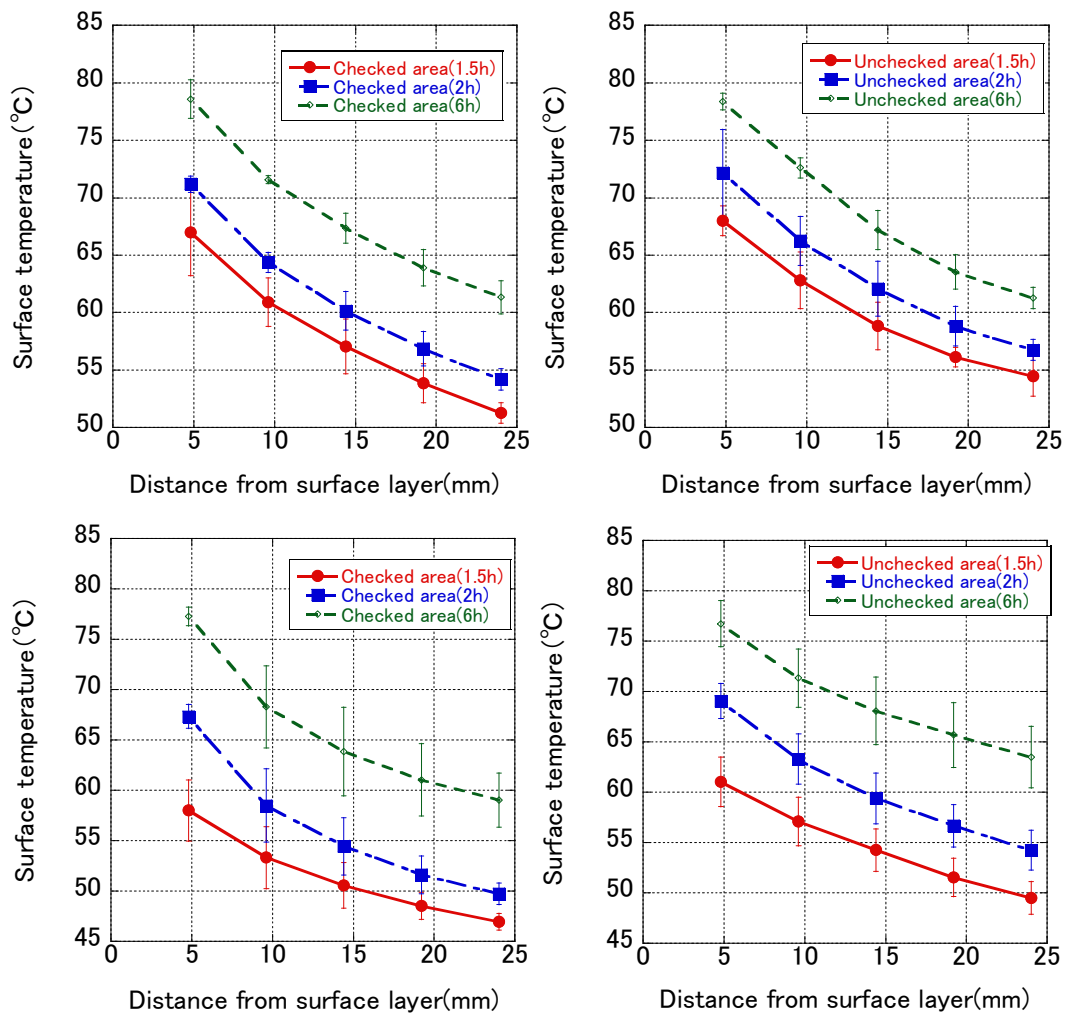 85
80
75
70
65
60
55
50
0
5
10
15
20
25
Surface temperature(℃)
Distance from surface layer(mm)
Checked area(1.5h)
Checked area(2h)
Checked area(6h)
85
80
75
70
65
60
55
50
0
5
10
15
20
25
Surface temperature(℃)
Distance from surface layer(mm)
Unchecked area(1.5h)
Unchecked area(2h)
Unchecked area(6h)
85
80
75
70
65
60
55
50
45
0
5
10
15
20
25
Surface temperature(℃)
Distance from surface layer(mm)
Checked area(1.5h)
Checked area(2h)
Checked area(6h)
85
80
75
70
65
60
55
50
45
0
5
10
15
20
25
Surface temperature(℃)
Distance from surface layer(mm)
Unchecked area(1.5h)
Unchecked area(2h)
Unchecked area(6h)